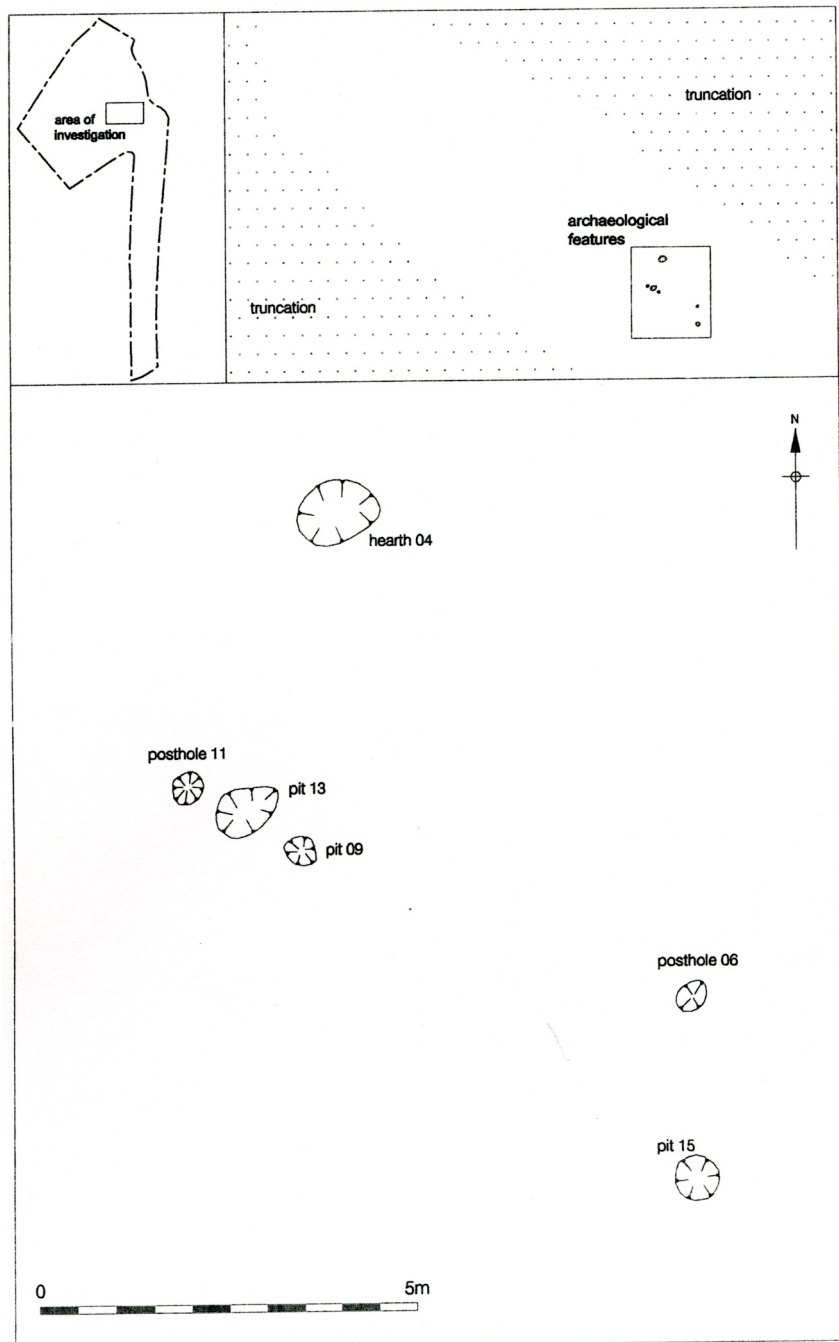 area of
investigation
truncation
archaeological
features
truncation
N
hearth 04
posthole 11
pit 13
pit 09
posthole 06
pit 15
0
5m